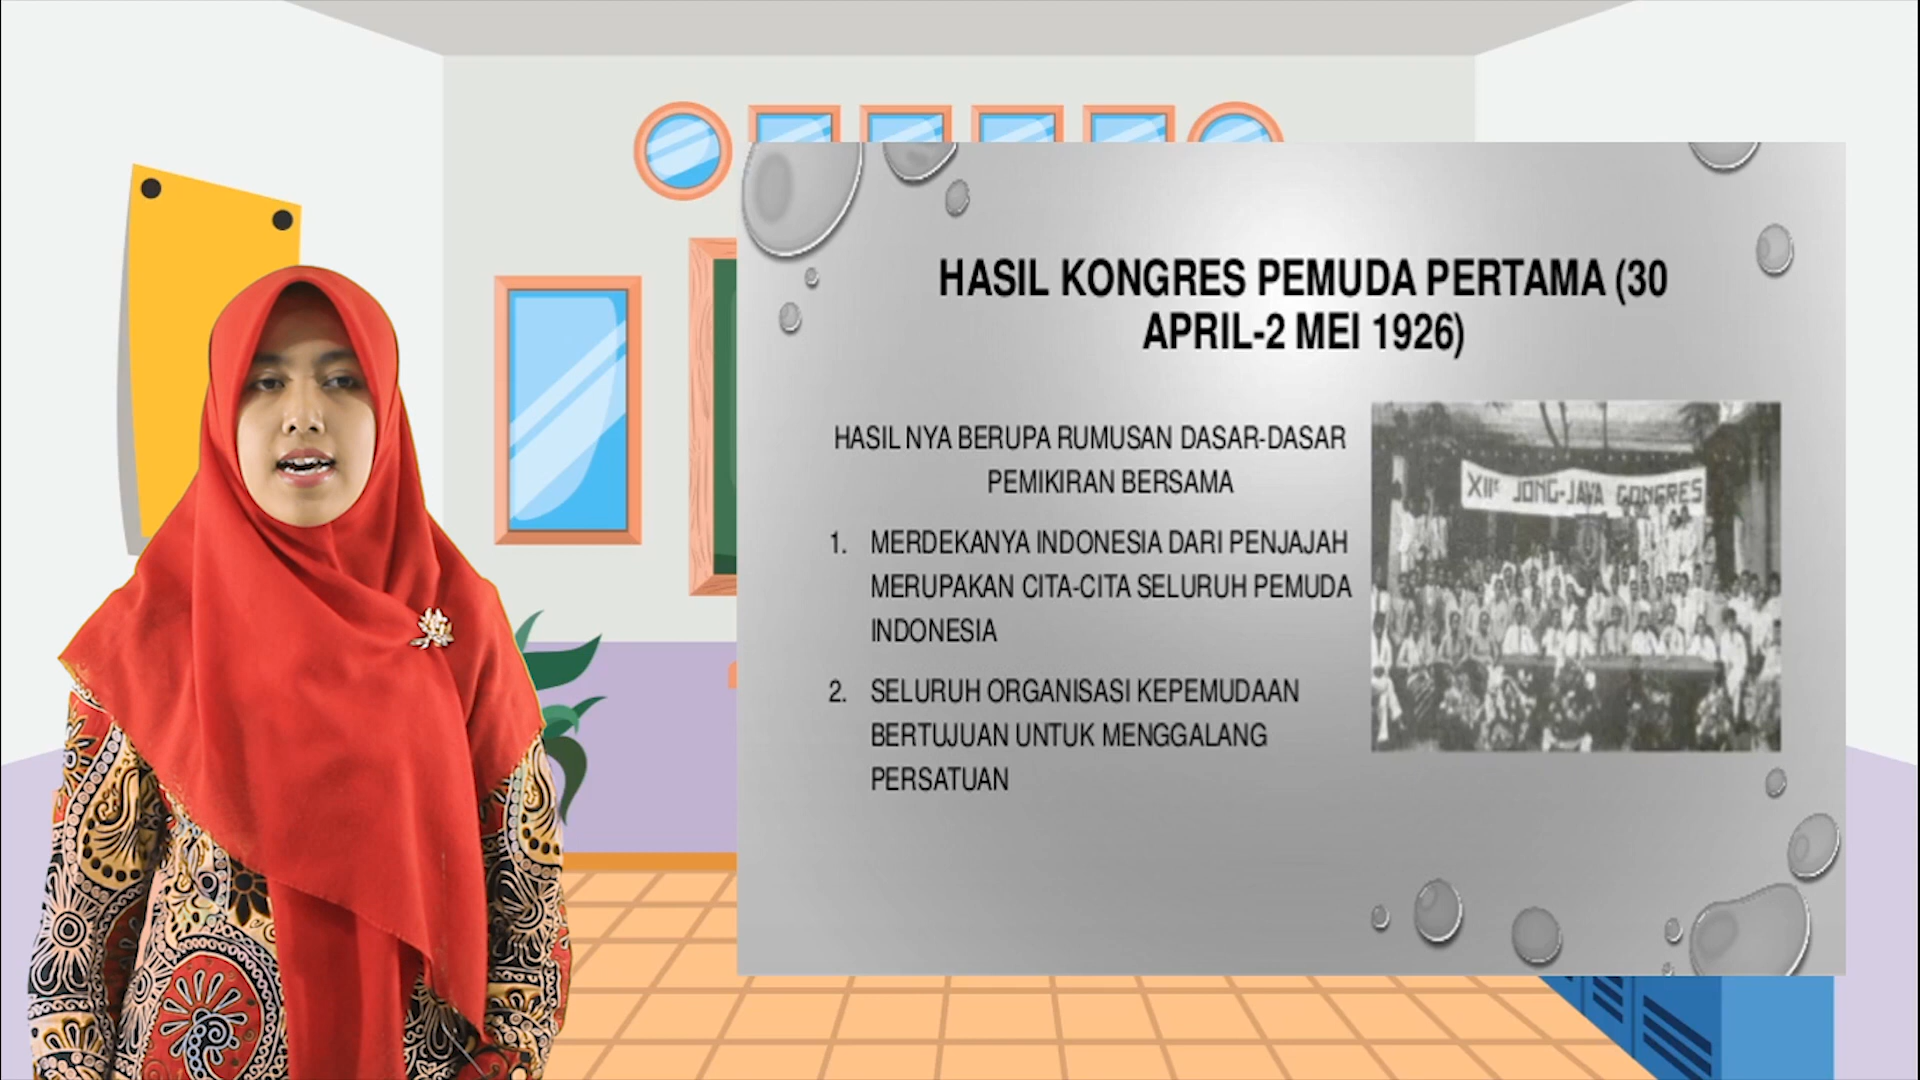 HASIL KONGRES PEMUDA PERTAMA (30
APRIL-2 MEI 1926)
HASIL NYA BERUPA RUMUSAN DASAR-DASAR
PEMIKIRAN BERSAMA
1. MERDEKANYA INDONESIA DARI PENJAJAH
MERUPAKAN CITA-CITA SELURUH PEMUDA
INDONESIA
2. SELURUH ORGANISASI KEPEMUDAAN
BERTUJUAN UNTUK MENGGALANG
PERSATUAN
XIIe JONG-JAVA CONGRES